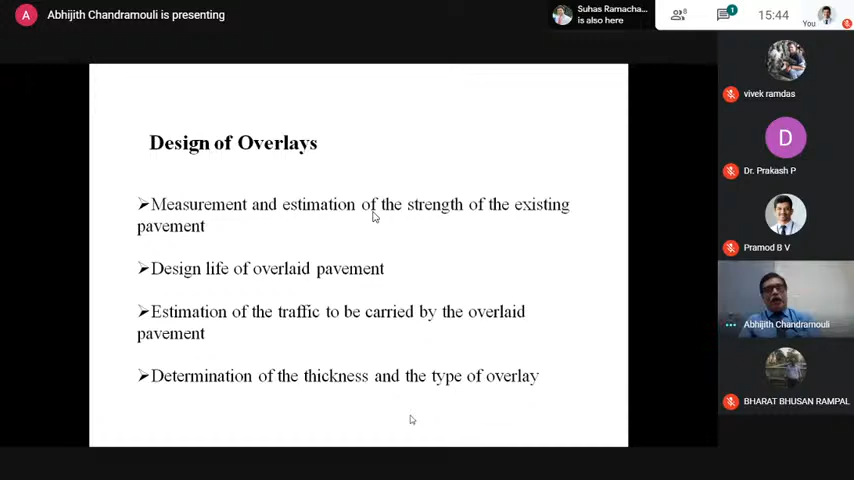 A
Abhijith Chandramouli is presenting
Suhas Ramacha...
is also here
8
1
15:44
You
Design of Overlays
➢Measurement and estimation of the strength of the existing
pavement
➢Design life of overlaid pavement
➢Estimation of the traffic to be carried by the overlaid
pavement
➢Determination of the thickness and the type of overlay
vivek ramdas
D
Dr. Prakash P
Pramod B V
Abhijith Chandramouli
BHARAT BHUSAN RAMPAL